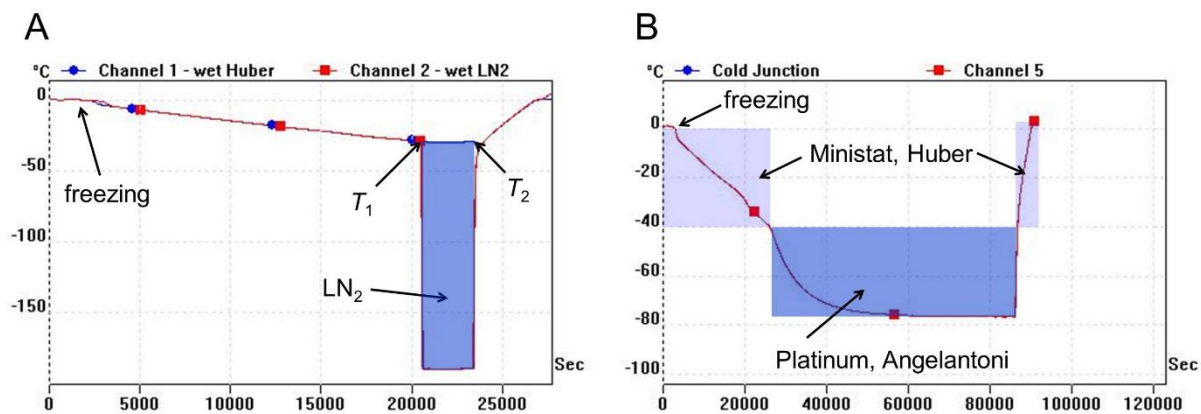 A
°C
Channel 1 - wet Huber
Channel 2 - wet LN2
0
-50
-100
-150
freezing
T1
T2
LN2
Sec
0
5000
10000
15000
20000
25000
B
°C
Cold Junction
Channel 5
freezing
0
-20
-40
-60
-80
-100
Ministat, Huber
Platinum, Angelantoni
Sec
0
20000
40000
60000
80000
100000
120000